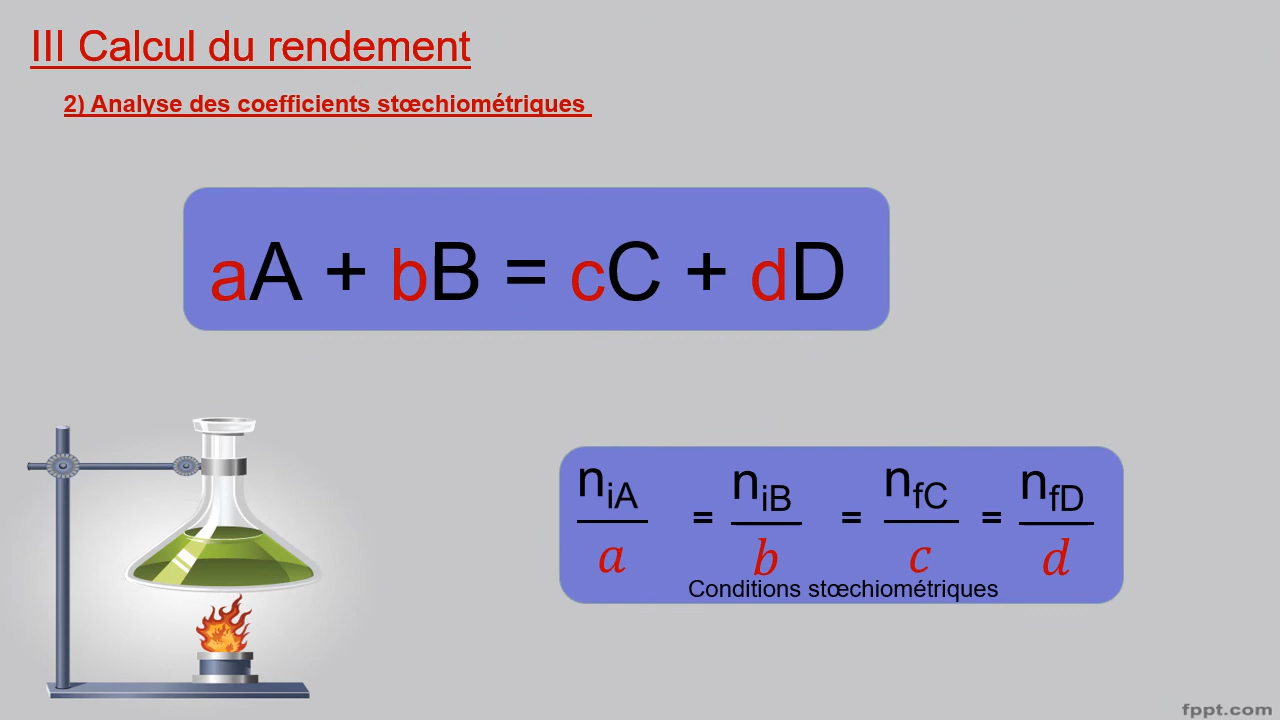 III Calcul du rendement
2) Analyse des coefficients stœchiométriques
aA + bB = cC + dD
niA/a = niB/b = nfC/c = nfD/d
Conditions stœchiométriques
fppt.com